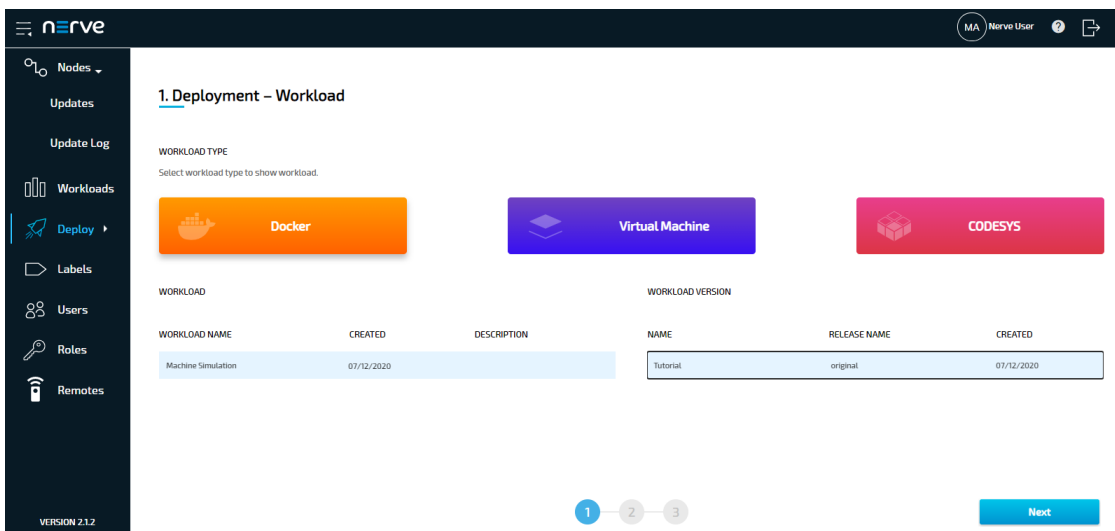 nerve
MA Nerve User ?
Nodes
Updates
Update Log
Workloads
Deploy
Labels
Users
Roles
Remotes
VERSION 2.1.2
1. Deployment – Workload
WORKLOAD TYPE
Select workload type to show workload.
Docker
Virtual Machine
CODESYS
WORKLOAD
WORKLOAD NAME CREATED DESCRIPTION
Machine Simulation 07/12/2020
WORKLOAD VERSION
NAME RELEASE NAME CREATED
Tutorial original 07/12/2020
1 2 3
Next